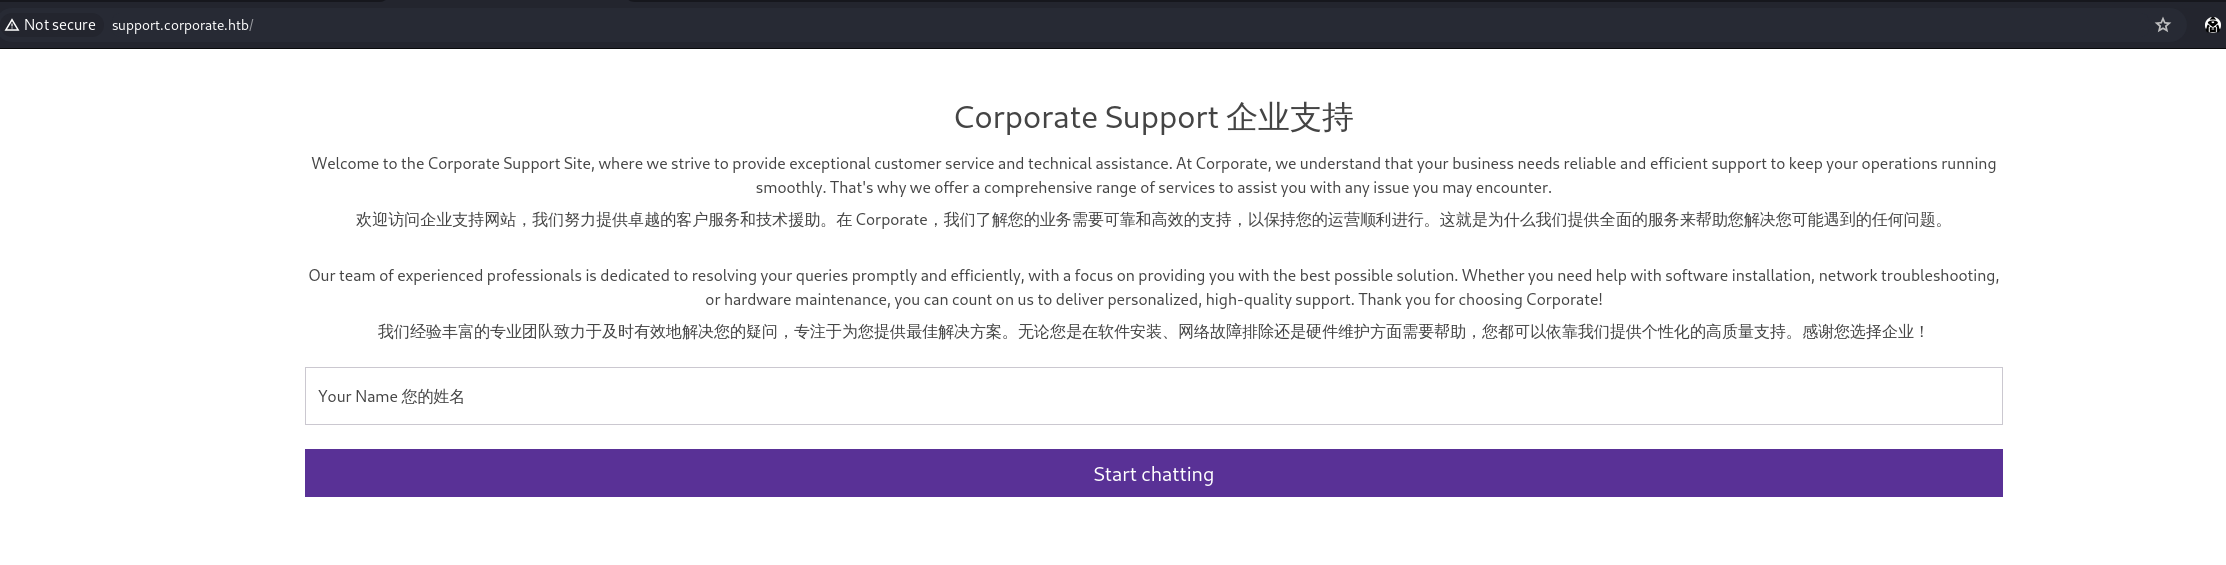 Not secure support.corporate.htb/
Corporate Support 企业支持
Welcome to the Corporate Support Site, where we strive to provide exceptional customer service and technical assistance. At Corporate, we understand that your business needs reliable and efficient support to keep your operations running
smoothly. That's why we offer a comprehensive range of services to assist you with any issue you may encounter.
欢迎访问企业支持网站，我们努力提供卓越的客户服务和技术援助。在 Corporate，我们了解您的业务需要可靠和高效的支持，以保持您的运营顺利进行。这就是为什么我们提供全面的服务来帮助您解决您可能遇到的任何问题。
Our team of experienced professionals is dedicated to resolving your queries promptly and efficiently, with a focus on providing you with the best possible solution. Whether you need help with software installation, network troubleshooting,
or hardware maintenance, you can count on us to deliver personalized, high-quality support. Thank you for choosing Corporate!
我们经验丰富的专业团队致力于及时有效地解决您的疑问，专注于为您提供最佳解决方案。无论您是在软件安装、网络故障排除还是硬件维护方面需要帮助，您都可以依靠我们提供个性化的高质量支持。感谢您选择企业！
Your Name 您的姓名
Start chatting